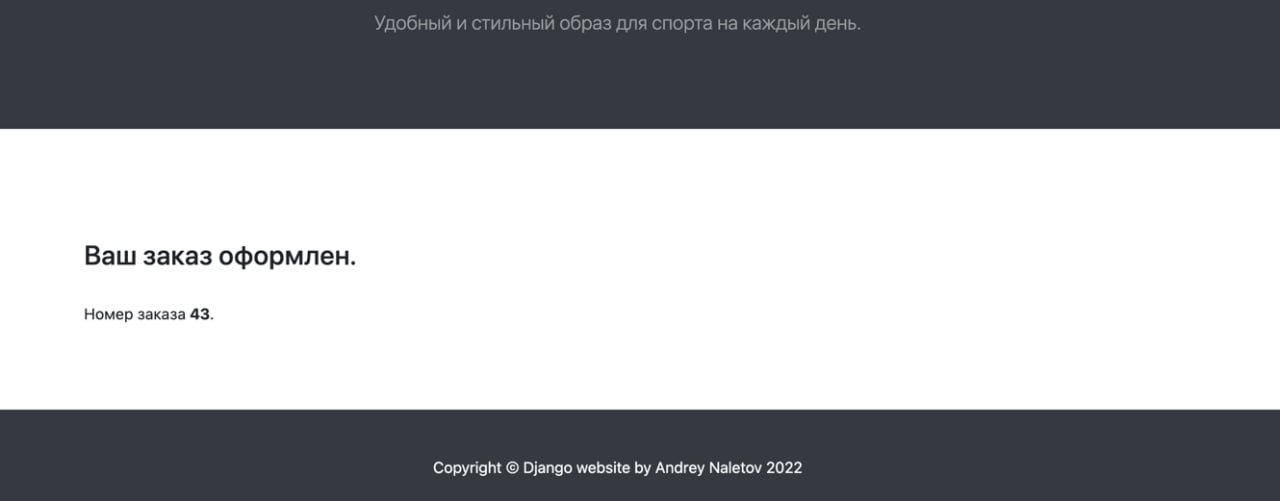 Удобный и стильный образ для спорта на каждый день.
Ваш заказ оформлен.
Номер заказа 43.
Copyright © Django website by Andrey Naletov 2022